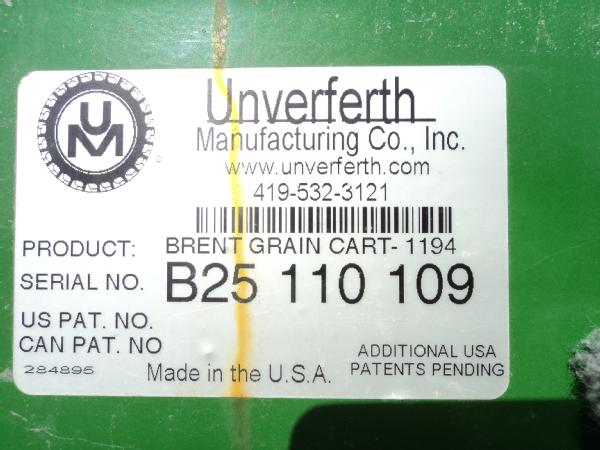 UM
Unverferth
Manufacturing Co., Inc.
www.unverferth.com
419-532-3121
PRODUCT: BRENT GRAIN CART- 1194
SERIAL NO. B25 110 109
US PAT. NO.
CAN PAT. NO
284895
Made in the U.S.A.
ADDITIONAL USA
PATENTS PENDING